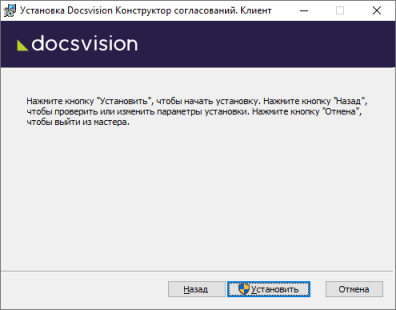 Установка Docsvision Конструктор согласований. Клиент
docsvision
Нажмите кнопку "Установить", чтобы начать установку. Нажмите кнопку "Назад",
чтобы проверить или изменить параметры установки. Нажмите кнопку "Отмена",
чтобы выйти из мастера.
Назад
Установить
Отмена